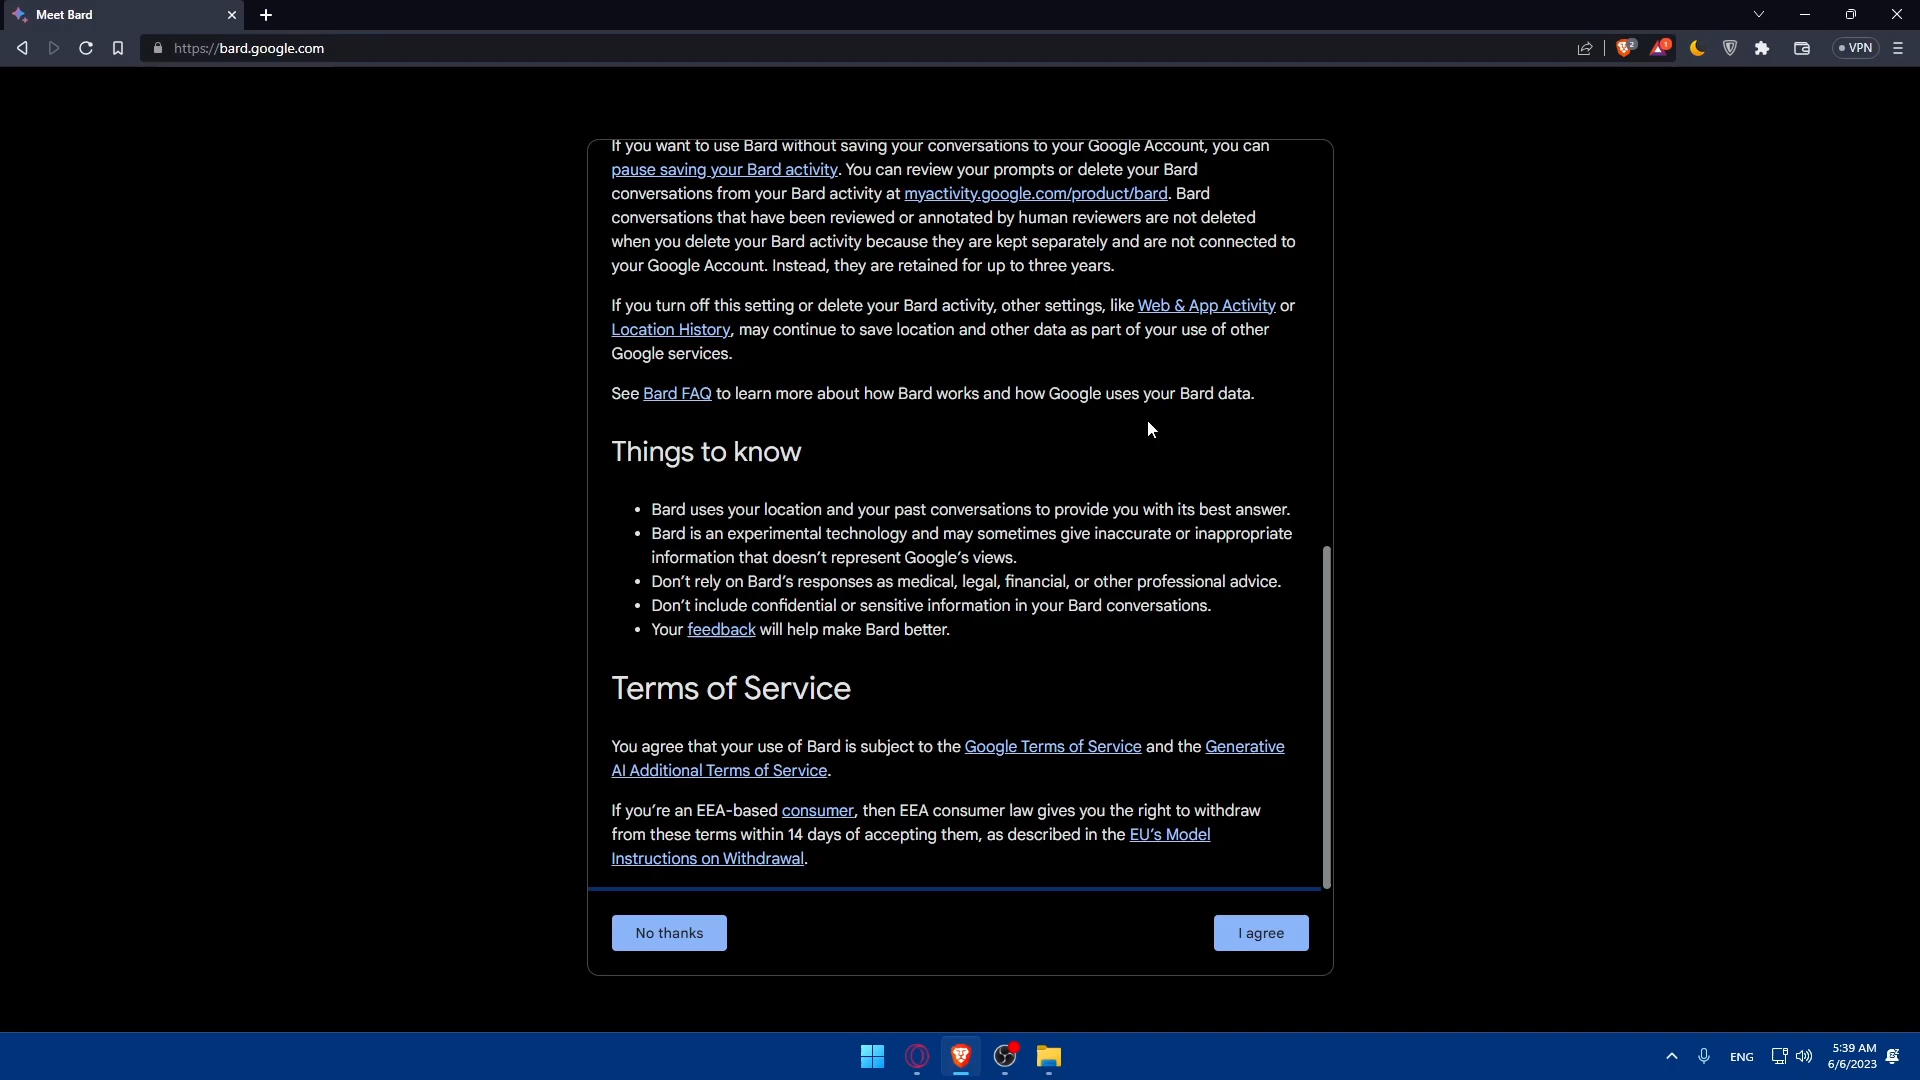 Meet Bard
https://bard.google.com
2
1
VPN
If you want to use Bard without saving your conversations to your Google Account, you can
pause saving your Bard activity. You can review your prompts or delete your Bard
conversations from your Bard activity at myactivity.google.com/product/bard. Bard
conversations that have been reviewed or annotated by human reviewers are not deleted
when you delete your Bard activity because they are kept separately and are not connected to
your Google Account. Instead, they are retained for up to three years.
If you turn off this setting or delete your Bard activity, other settings, like Web & App Activity or
Location History, may continue to save location and other data as part of your use of other
Google services.
See Bard FAQ to learn more about how Bard works and how Google uses your Bard data.
Things to know
• Bard uses your location and your past conversations to provide you with its best answer.
• Bard is an experimental technology and may sometimes give inaccurate or inappropriate
information that doesn’t represent Google’s views.
• Don’t rely on Bard’s responses as medical, legal, financial, or other professional advice.
• Don’t include confidential or sensitive information in your Bard conversations.
• Your feedback will help make Bard better.
Terms of Service
You agree that your use of Bard is subject to the Google Terms of Service and the Generative
AI Additional Terms of Service.
If you’re an EEA-based consumer, then EEA consumer law gives you the right to withdraw
from these terms within 14 days of accepting them, as described in the EU’s Model
Instructions on Withdrawal.
No thanks
I agree
ENG
5:39 AM
6/6/2023